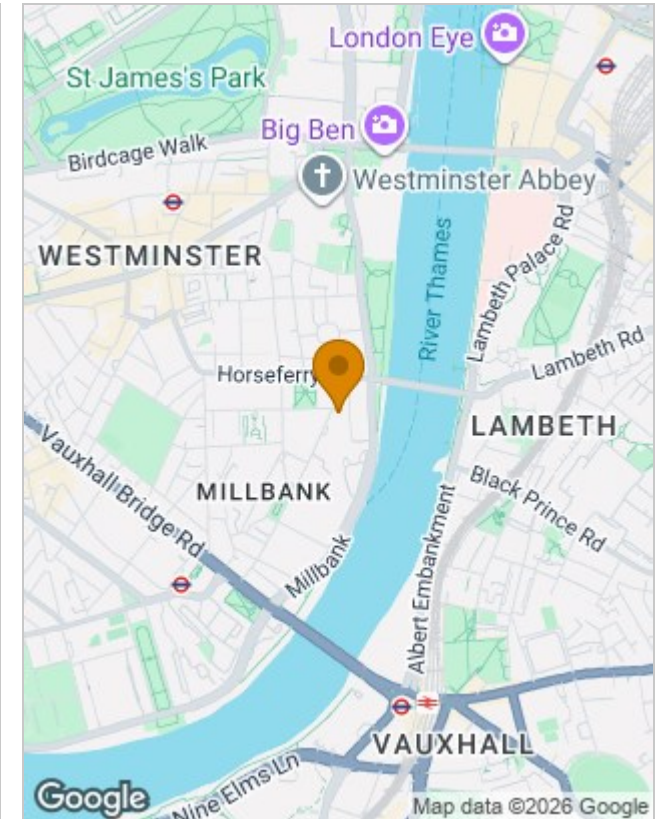 London Eye
St James's Park
Big Ben
Birdcage Walk
Westminster Abbey
WESTMINSTER
River Thames
Lambeth Palace Rd
Horseferry
Lambeth Rd
LAMBETH
Vauxhall Bridge Rd
MILLBANK
Black Prince Rd
Millbank
Albert Embankment
VAUXHALL
Nine Elms Ln
Google
Map data ©2026 Google